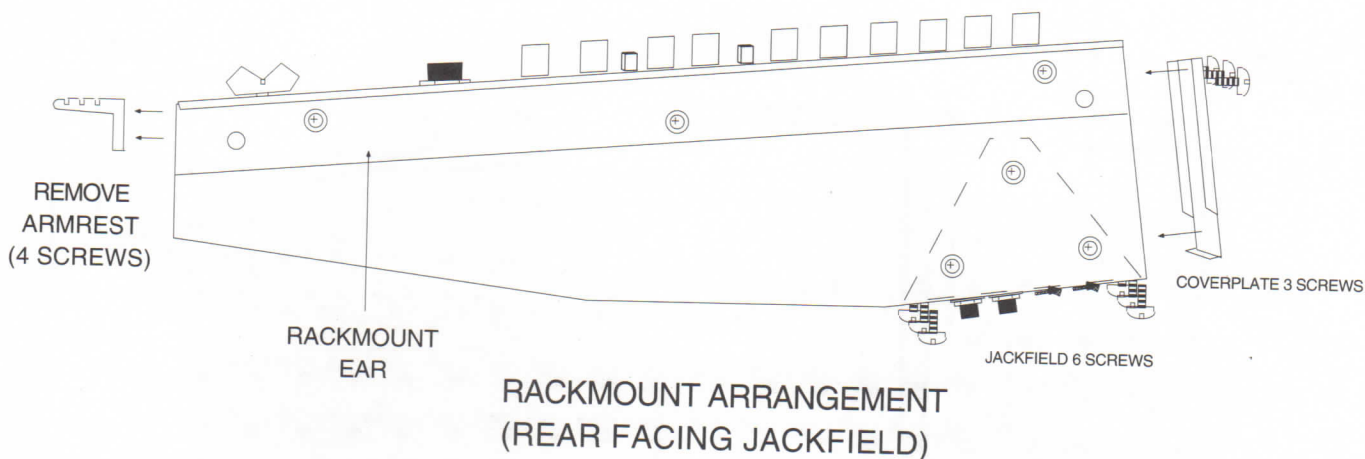 REMOVE
ARMREST
(4 SCREWS)
RACKMOUNT
EAR
COVERPLATE 3 SCREWS
JACKFIELD 6 SCREWS
RACKMOUNT ARRANGEMENT
(REAR FACING JACKFIELD)